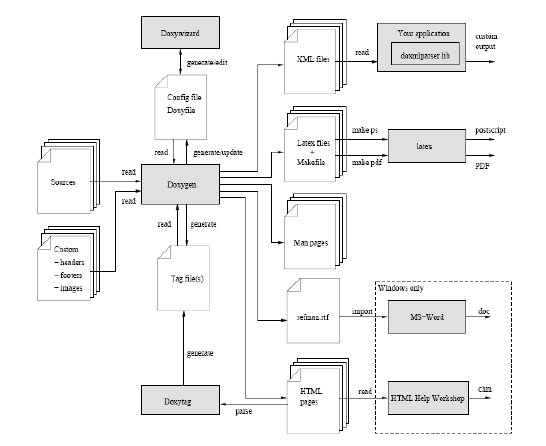 Doxywizard
generate/edit
Config file
Doxyfile
read
generate/update
Sources
read
Doxygen
read
Custom
– headers
– footers
– images
read
generate
Tag file(s)
generate
Doxytag
parse
XML files
read
Your application
doxmlparser lib
custom
output
Latex files
+
Makefile
make ps
make pdf
latex
postscript
PDF
Man pages
refman.rtf
import
Windows only
MS–Word
doc
HTML
pages
read
HTML Help Workshop
chm